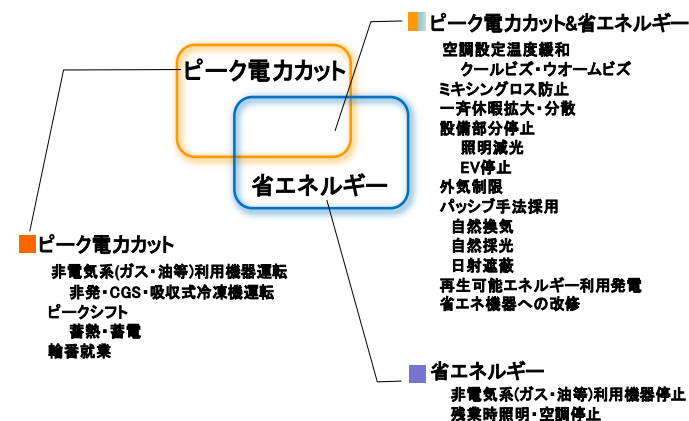 ピーク電力カット
省エネルギー
ピーク電力カット&省エネルギー
空調設定温度緩和
クールビズ・ウオームビズ
ミキシングロス防止
一斉休暇拡大・分散
設備部分停止
照明減光
EV停止
外気制限
パッシブ手法採用
自然換気
自然採光
日射遮蔽
再生可能エネルギー利用発電
省エネ機器への改修
ピーク電力カット
非電気系(ガス・油等)利用機器運転
非発・CGS・吸収式冷凍機運転
ピークシフト
蓄熱・蓄電
輪番就業
省エネルギー
非電気系(ガス・油等)利用機器停止
残業時照明・空調停止